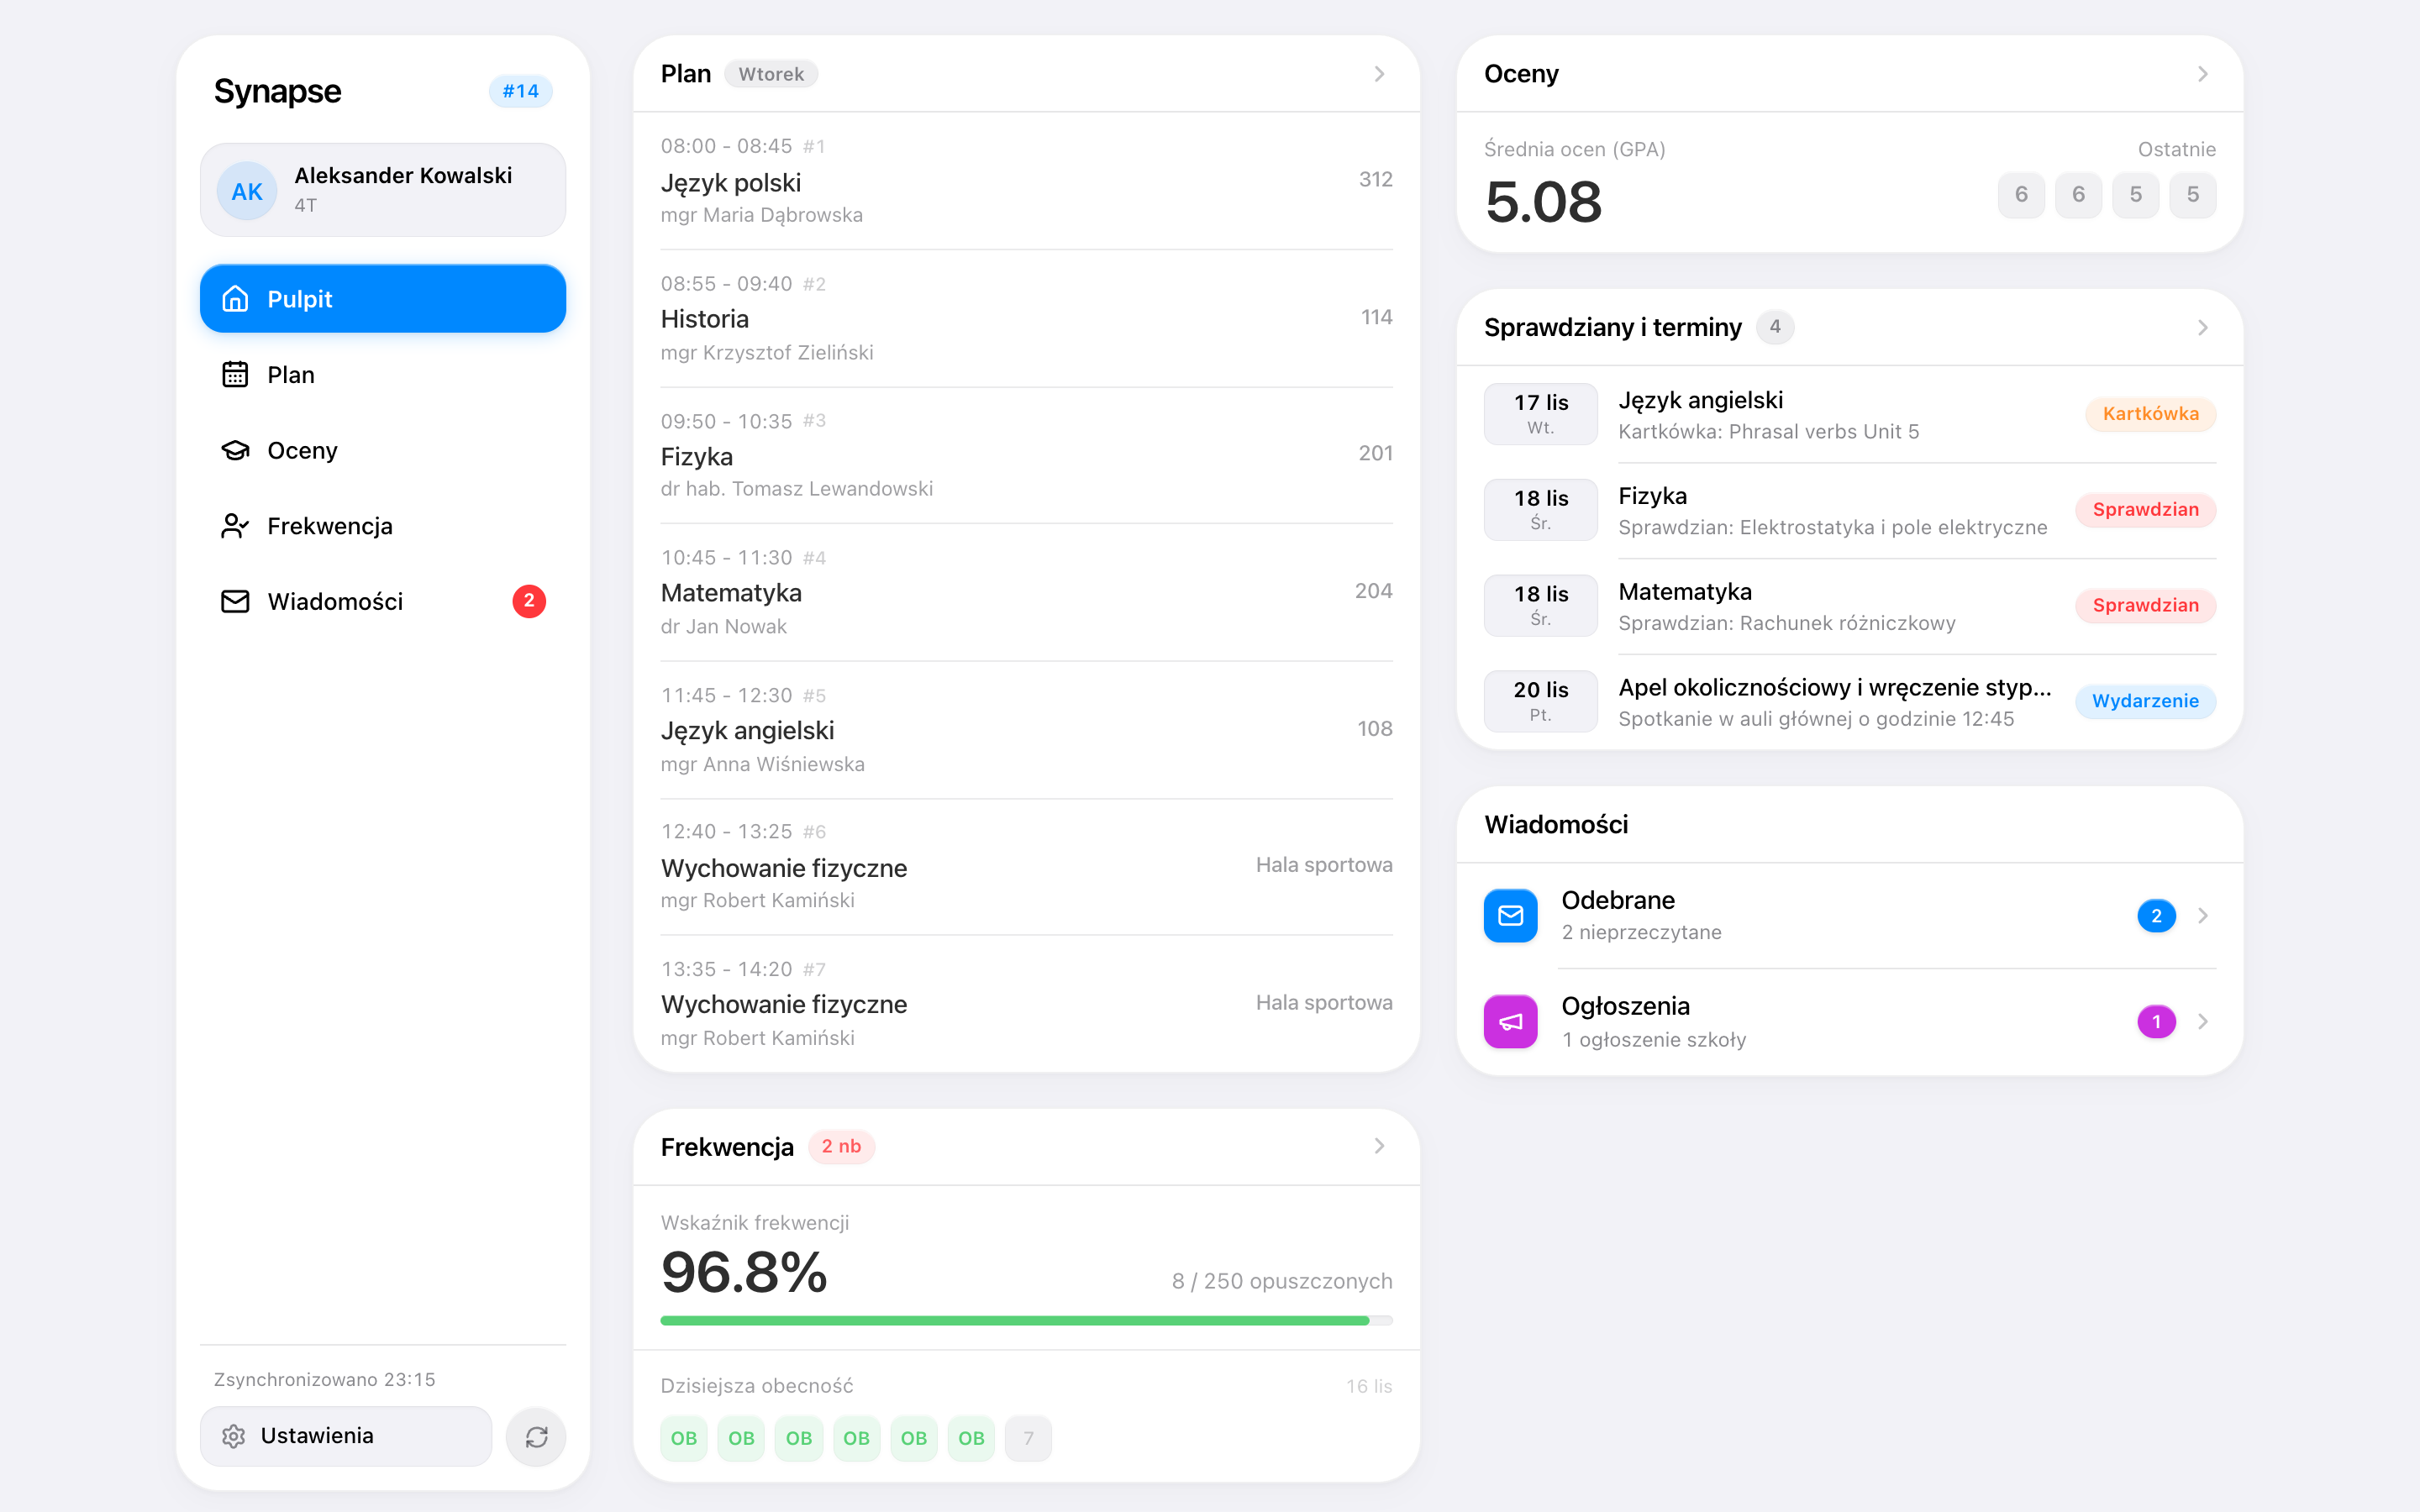 Synapse
#14
AK
Aleksander Kowalski
4T
Pulpit
Plan
Oceny
Frekwencja
Wiadomości
2
Zsynchronizowano 23:15
Ustawienia
Plan
Wtorek
08:00 - 08:45 #1
Język polski
312
mgr Maria Dąbrowska
08:55 - 09:40 #2
Historia
114
mgr Krzysztof Zieliński
09:50 - 10:35 #3
Fizyka
201
dr hab. Tomasz Lewandowski
10:45 - 11:30 #4
Matematyka
204
dr Jan Nowak
11:45 - 12:30 #5
Język angielski
108
mgr Anna Wiśniewska
12:40 - 13:25 #6
Wychowanie fizyczne
Hala sportowa
mgr Robert Kamiński
13:35 - 14:20 #7
Wychowanie fizyczne
Hala sportowa
mgr Robert Kamiński
Frekwencja
2 nb
Wskaźnik frekwencji
96.8%
8 / 250 opuszczonych
Dzisiejsza obecność
16 lis
OB OB OB OB OB OB 7
Oceny
Średnia ocen (GPA)
Ostatnie
5.08
6 6 5 5
Sprawdziany i terminy
4
17 lis
Wt.
Język angielski
Kartkówka: Phrasal verbs Unit 5
Kartkówka
18 lis
Śr.
Fizyka
Sprawdzian: Elektrostatyka i pole elektryczne
Sprawdzian
18 lis
Śr.
Matematyka
Sprawdzian: Rachunek różniczkowy
Sprawdzian
20 lis
Pt.
Apel okolicznościowy i wręczenie styp...
Spotkanie w auli głównej o godzinie 12:45
Wydarzenie
Wiadomości
Odebrane
2 nieprzeczytane
2
Ogłoszenia
1 ogłoszenie szkoły
1